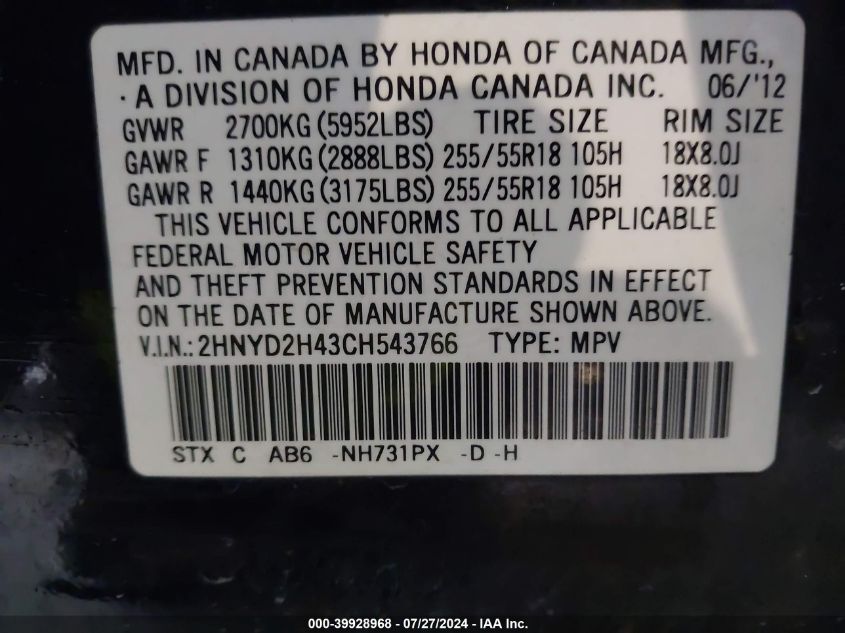 MFD. IN CANADA BY HONDA OF CANADA MFG.,
·A DIVISION OF HONDA CANADA INC. 06/'12
GVWR 2700KG(5952LBS) TIRE SIZE RIM SIZE
GAWR F 1310KG(2888LBS) 255/55R18 105H 18X8.0J
GAWR R 1440KG(3175LBS) 255/55R18 105H 18X8.0J
THIS VEHICLE CONFORMS TO ALL APPLICABLE
FEDERAL MOTOR VEHICLE SAFETY
AND THEFT PREVENTION STANDARDS IN EFFECT
ON THE DATE OF MANUFACTURE SHOWN ABOVE.
V.I.N.: 2HNYD2H43CH543766 TYPE: MPV
STX C AB6 -NH731PX -D -H
000-39928968 - 07/27/2024 - IAA Inc.